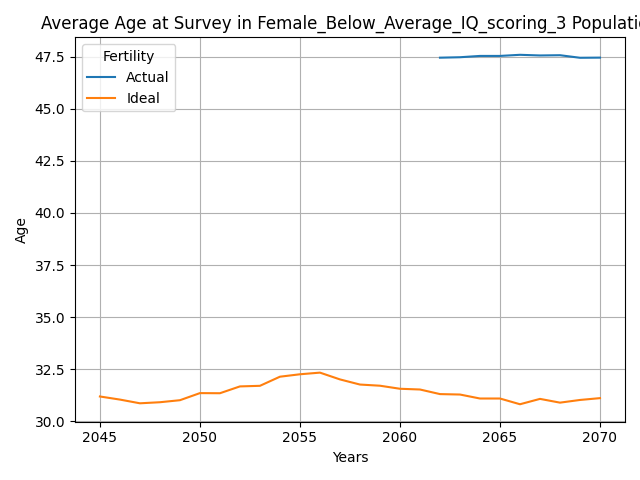 Average Age at Survey in Female_Below_Average_IQ_scoring_3 Populatio
Fertility
Actual
Ideal
47.5
45.0
42.5
40.0
37.5
35.0
32.5
30.0
Age
2045 2050 2055 2060 2065 2070
Years